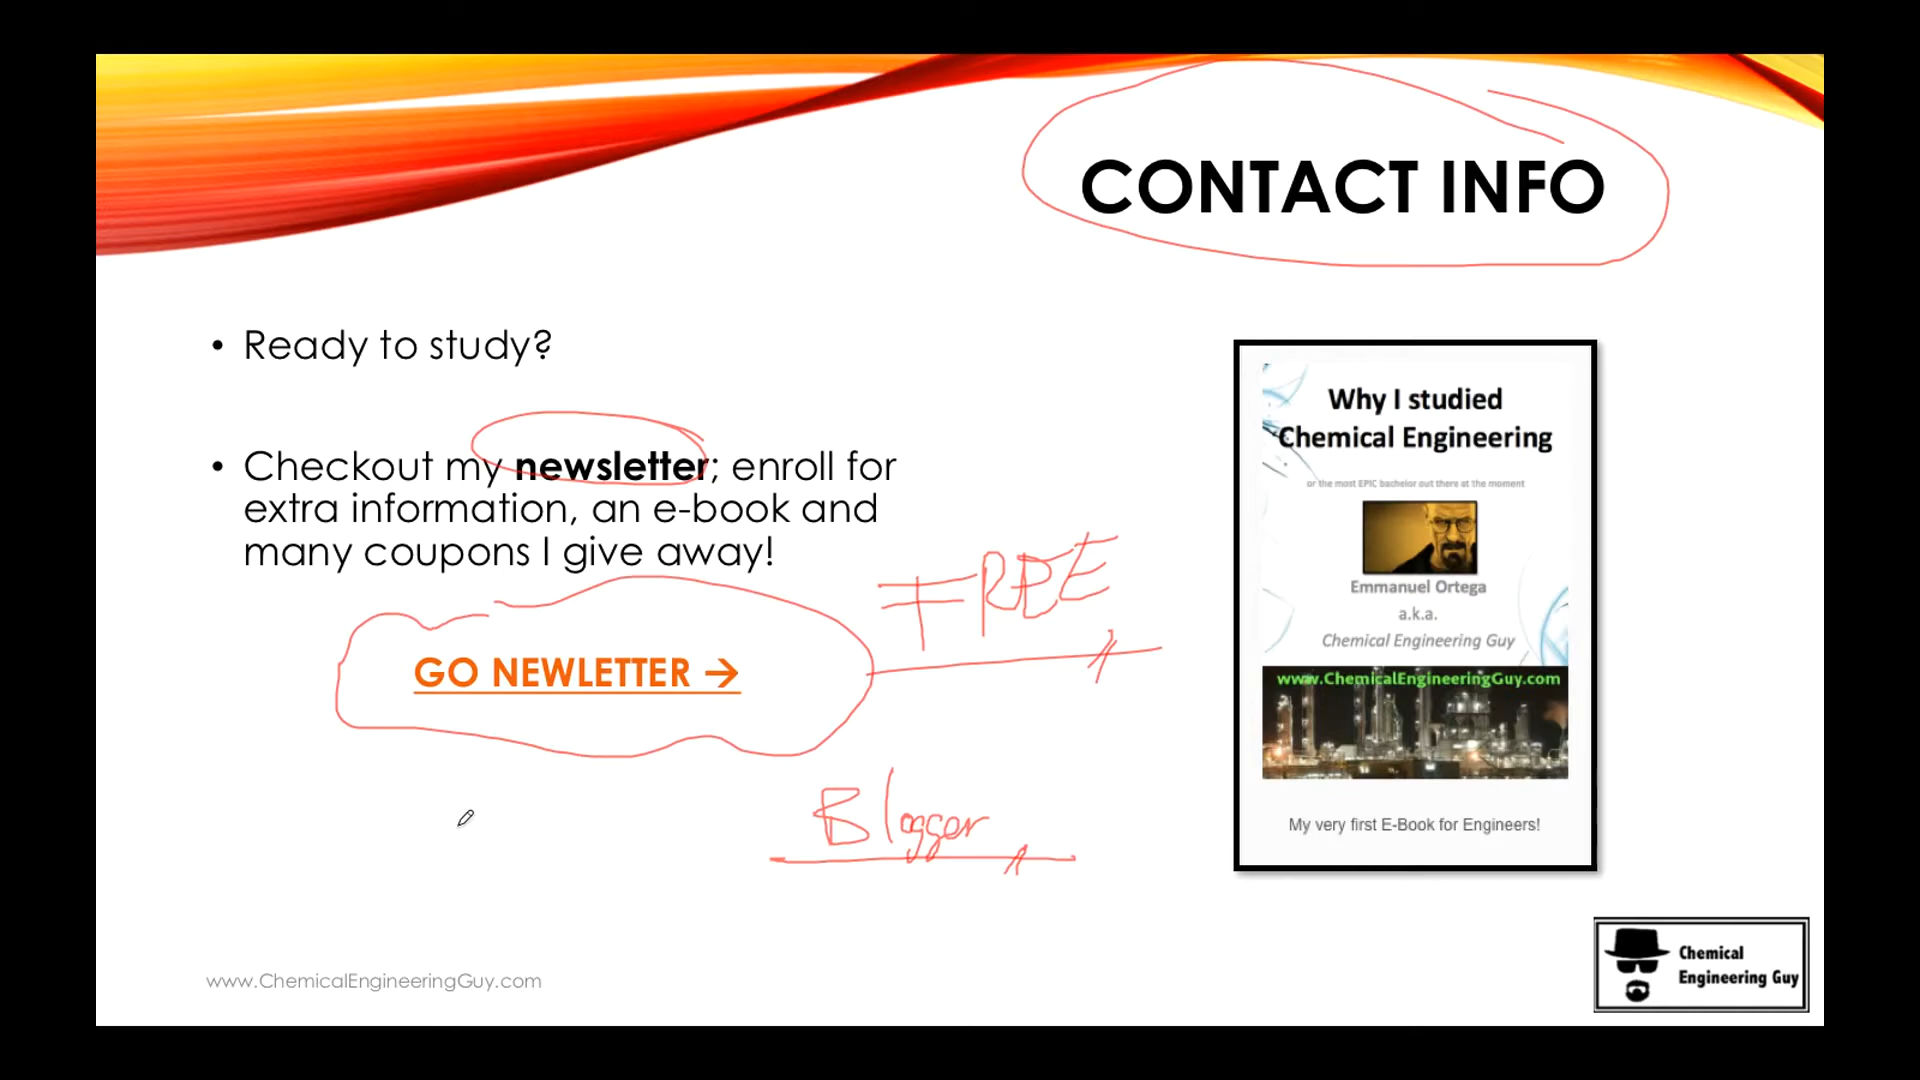 CONTACT INFO
• Ready to study?
• Checkout my newsletter; enroll for
extra information, an e-book and
many coupons I give away!
FREE
GO NEWLETTER →
Blogger
Why I studied
Chemical Engineering
or the most EPIC bachelor out there at the moment
Emmanuel Ortega
a.k.a.
Chemical Engineering Guy
www.ChemicalEngineeringGuy.com
My very first E-Book for Engineers!
www.ChemicalEngineeringGuy.com
Chemical
Engineering Guy